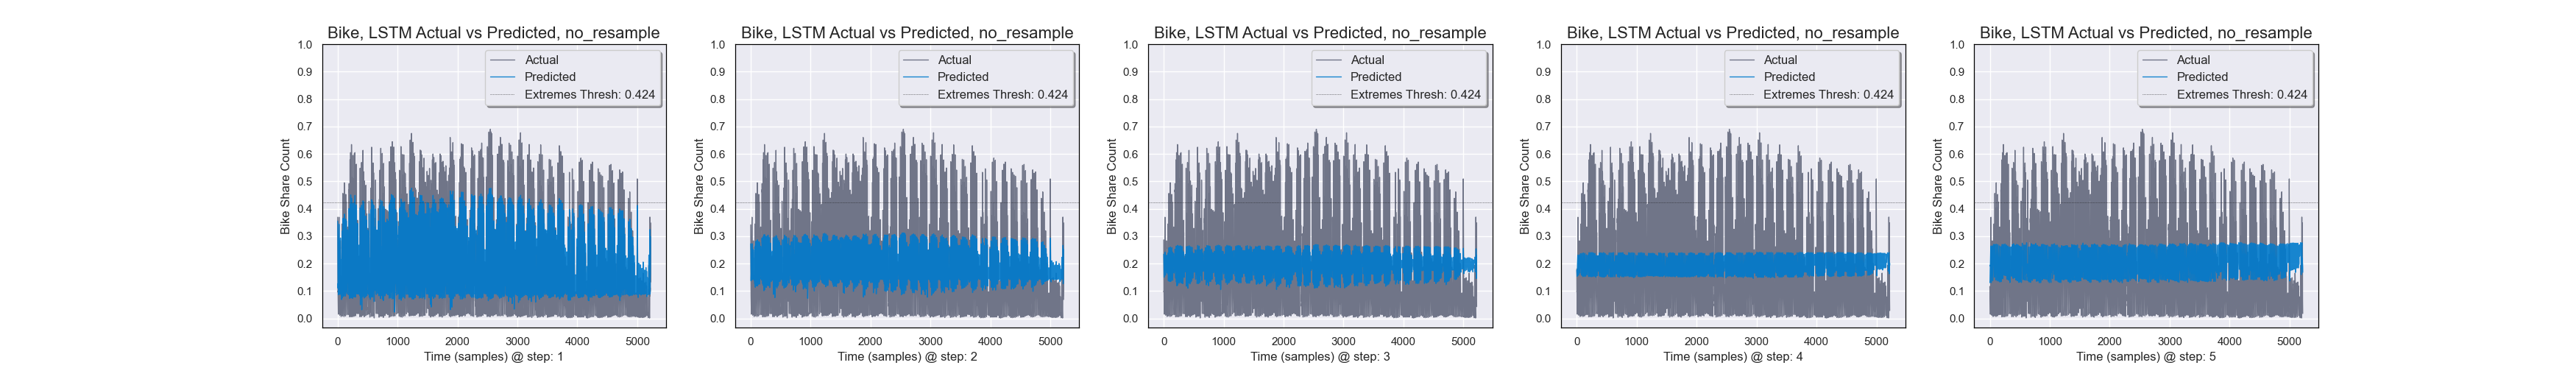 Bike, LSTM Actual vs Predicted, no_resample
1.0
0.9
0.8
0.7
0.6
0.5
0.4
0.3
0.2
0.1
0.0
Bike Share Count
Actual
Predicted
Extremes Thresh: 0.424
0 1000 2000 3000 4000 5000
Time (samples) @ step: 1
Bike, LSTM Actual vs Predicted, no_resample
1.0
0.9
0.8
0.7
0.6
0.5
0.4
0.3
0.2
0.1
0.0
Bike Share Count
Actual
Predicted
Extremes Thresh: 0.424
0 1000 2000 3000 4000 5000
Time (samples) @ step: 2
Bike, LSTM Actual vs Predicted, no_resample
1.0
0.9
0.8
0.7
0.6
0.5
0.4
0.3
0.2
0.1
0.0
Bike Share Count
Actual
Predicted
Extremes Thresh: 0.424
0 1000 2000 3000 4000 5000
Time (samples) @ step: 3
Bike, LSTM Actual vs Predicted, no_resample
1.0
0.9
0.8
0.7
0.6
0.5
0.4
0.3
0.2
0.1
0.0
Bike Share Count
Actual
Predicted
Extremes Thresh: 0.424
0 1000 2000 3000 4000 5000
Time (samples) @ step: 4
Bike, LSTM Actual vs Predicted, no_resample
1.0
0.9
0.8
0.7
0.6
0.5
0.4
0.3
0.2
0.1
0.0
Bike Share Count
Actual
Predicted
Extremes Thresh: 0.424
0 1000 2000 3000 4000 5000
Time (samples) @ step: 5